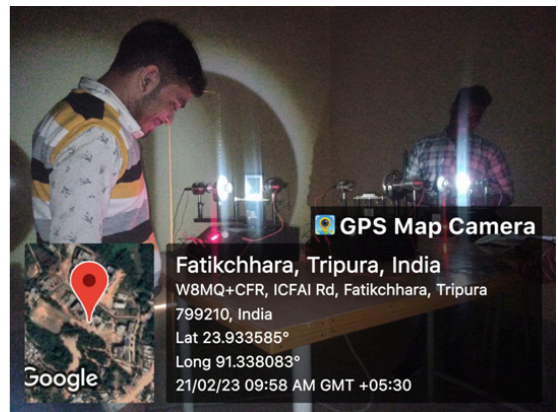 GPS Map Camera
Fatikchhara, Tripura, India
W8MQ+CFR, ICFAI Rd, Fatikchhara, Tripura
799210, India
Lat 23.933585°
Long 91.338083°
21/02/23 09:58 AM GMT +05:30
Google